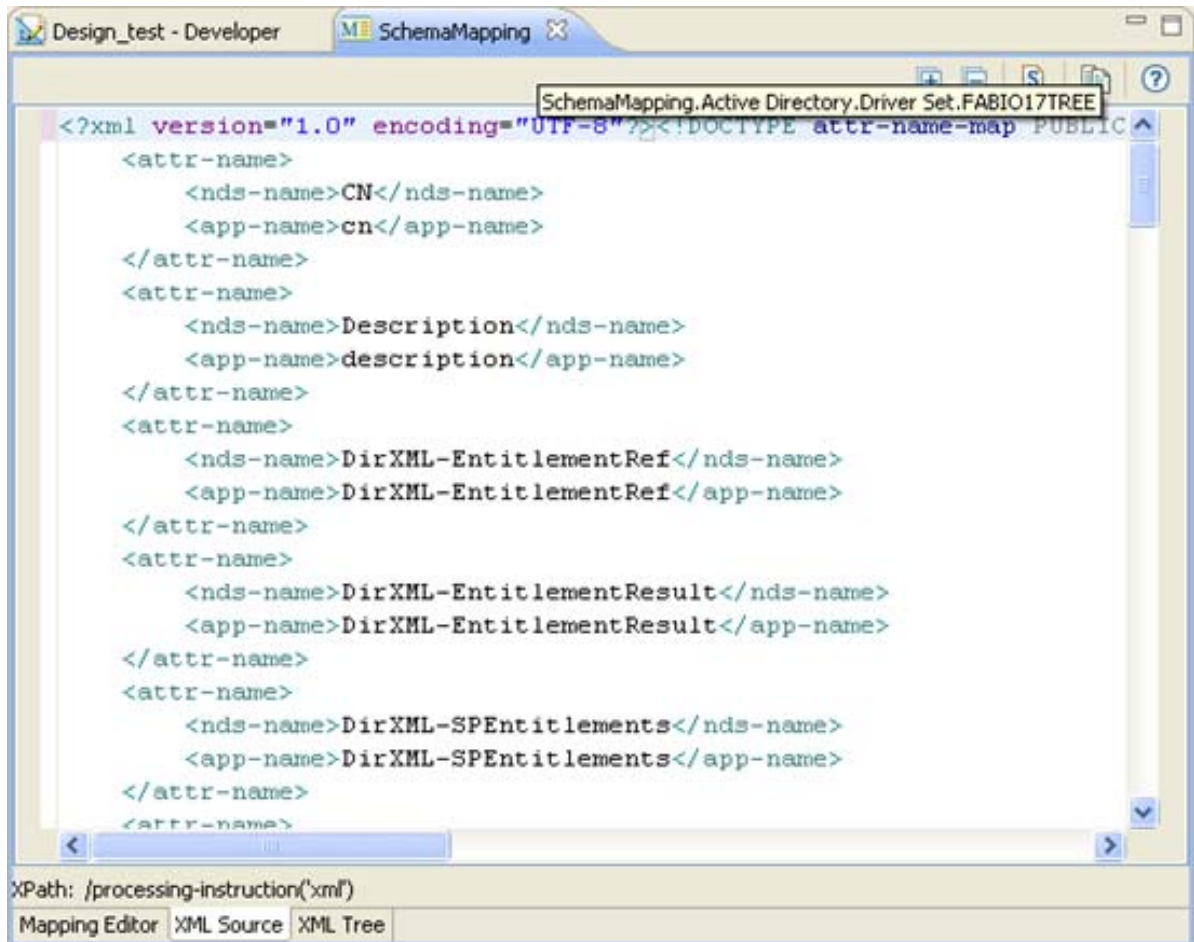 Design_test - Developer
SchemaMapping
SchemaMapping.Active Directory.Driver Set.FABIO17TREE
<?xml version="1.0" encoding="UTF-8"?><!DOCTYPE attr-name-map PUBLIC
<attr-name>
<nds-name>CN</nds-name>
<app-name>cn</app-name>
</attr-name>
<attr-name>
<nds-name>Description</nds-name>
<app-name>description</app-name>
</attr-name>
<attr-name>
<nds-name>DirXML-EntitlementRef</nds-name>
<app-name>DirXML-EntitlementRef</app-name>
</attr-name>
<attr-name>
<nds-name>DirXML-EntitlementResult</nds-name>
<app-name>DirXML-EntitlementResult</app-name>
</attr-name>
<attr-name>
<nds-name>DirXML-SPEntitlements</nds-name>
<app-name>DirXML-SPEntitlements</app-name>
</attr-name>
<attr-name>
XPath: /processing-instruction('xml')
Mapping Editor XML Source XML Tree